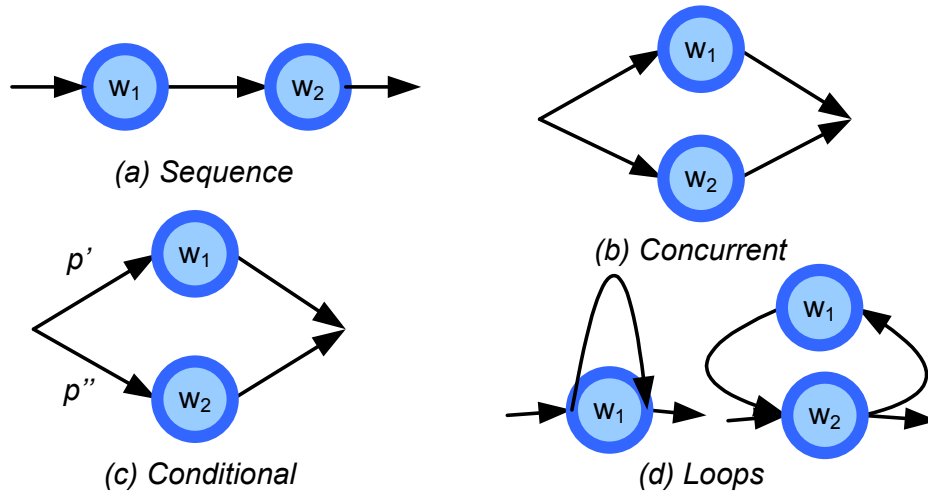 w₁
w₂
(a) Sequence
w₁
w₂
(b) Concurrent
p'
w₁
p''
w₂
(c) Conditional
w₁
w₁
w₂
(d) Loops